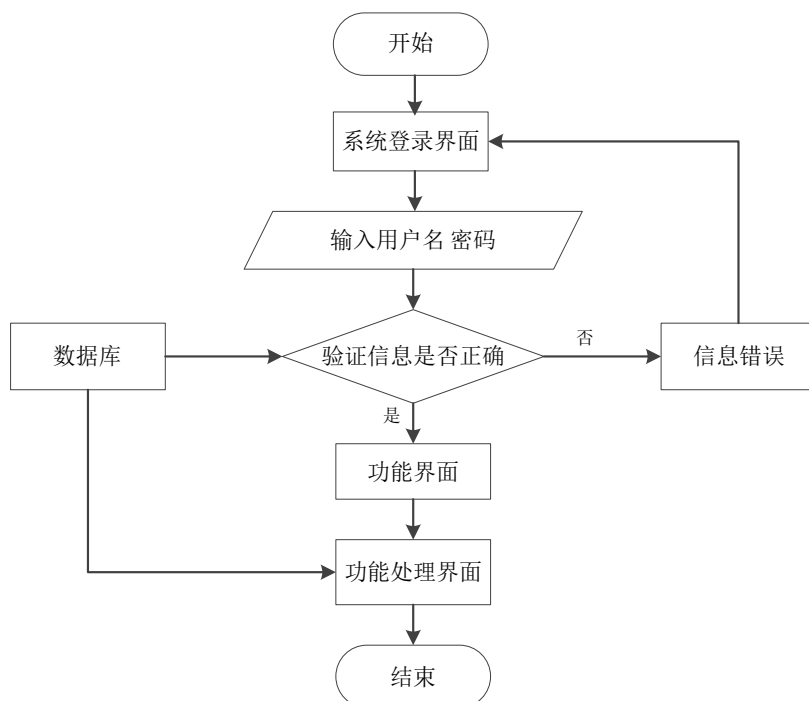 开始
系统登录界面
输入用户名 密码
数据库
验证信息是否正确
否
信息错误
是
功能界面
功能处理界面
结束